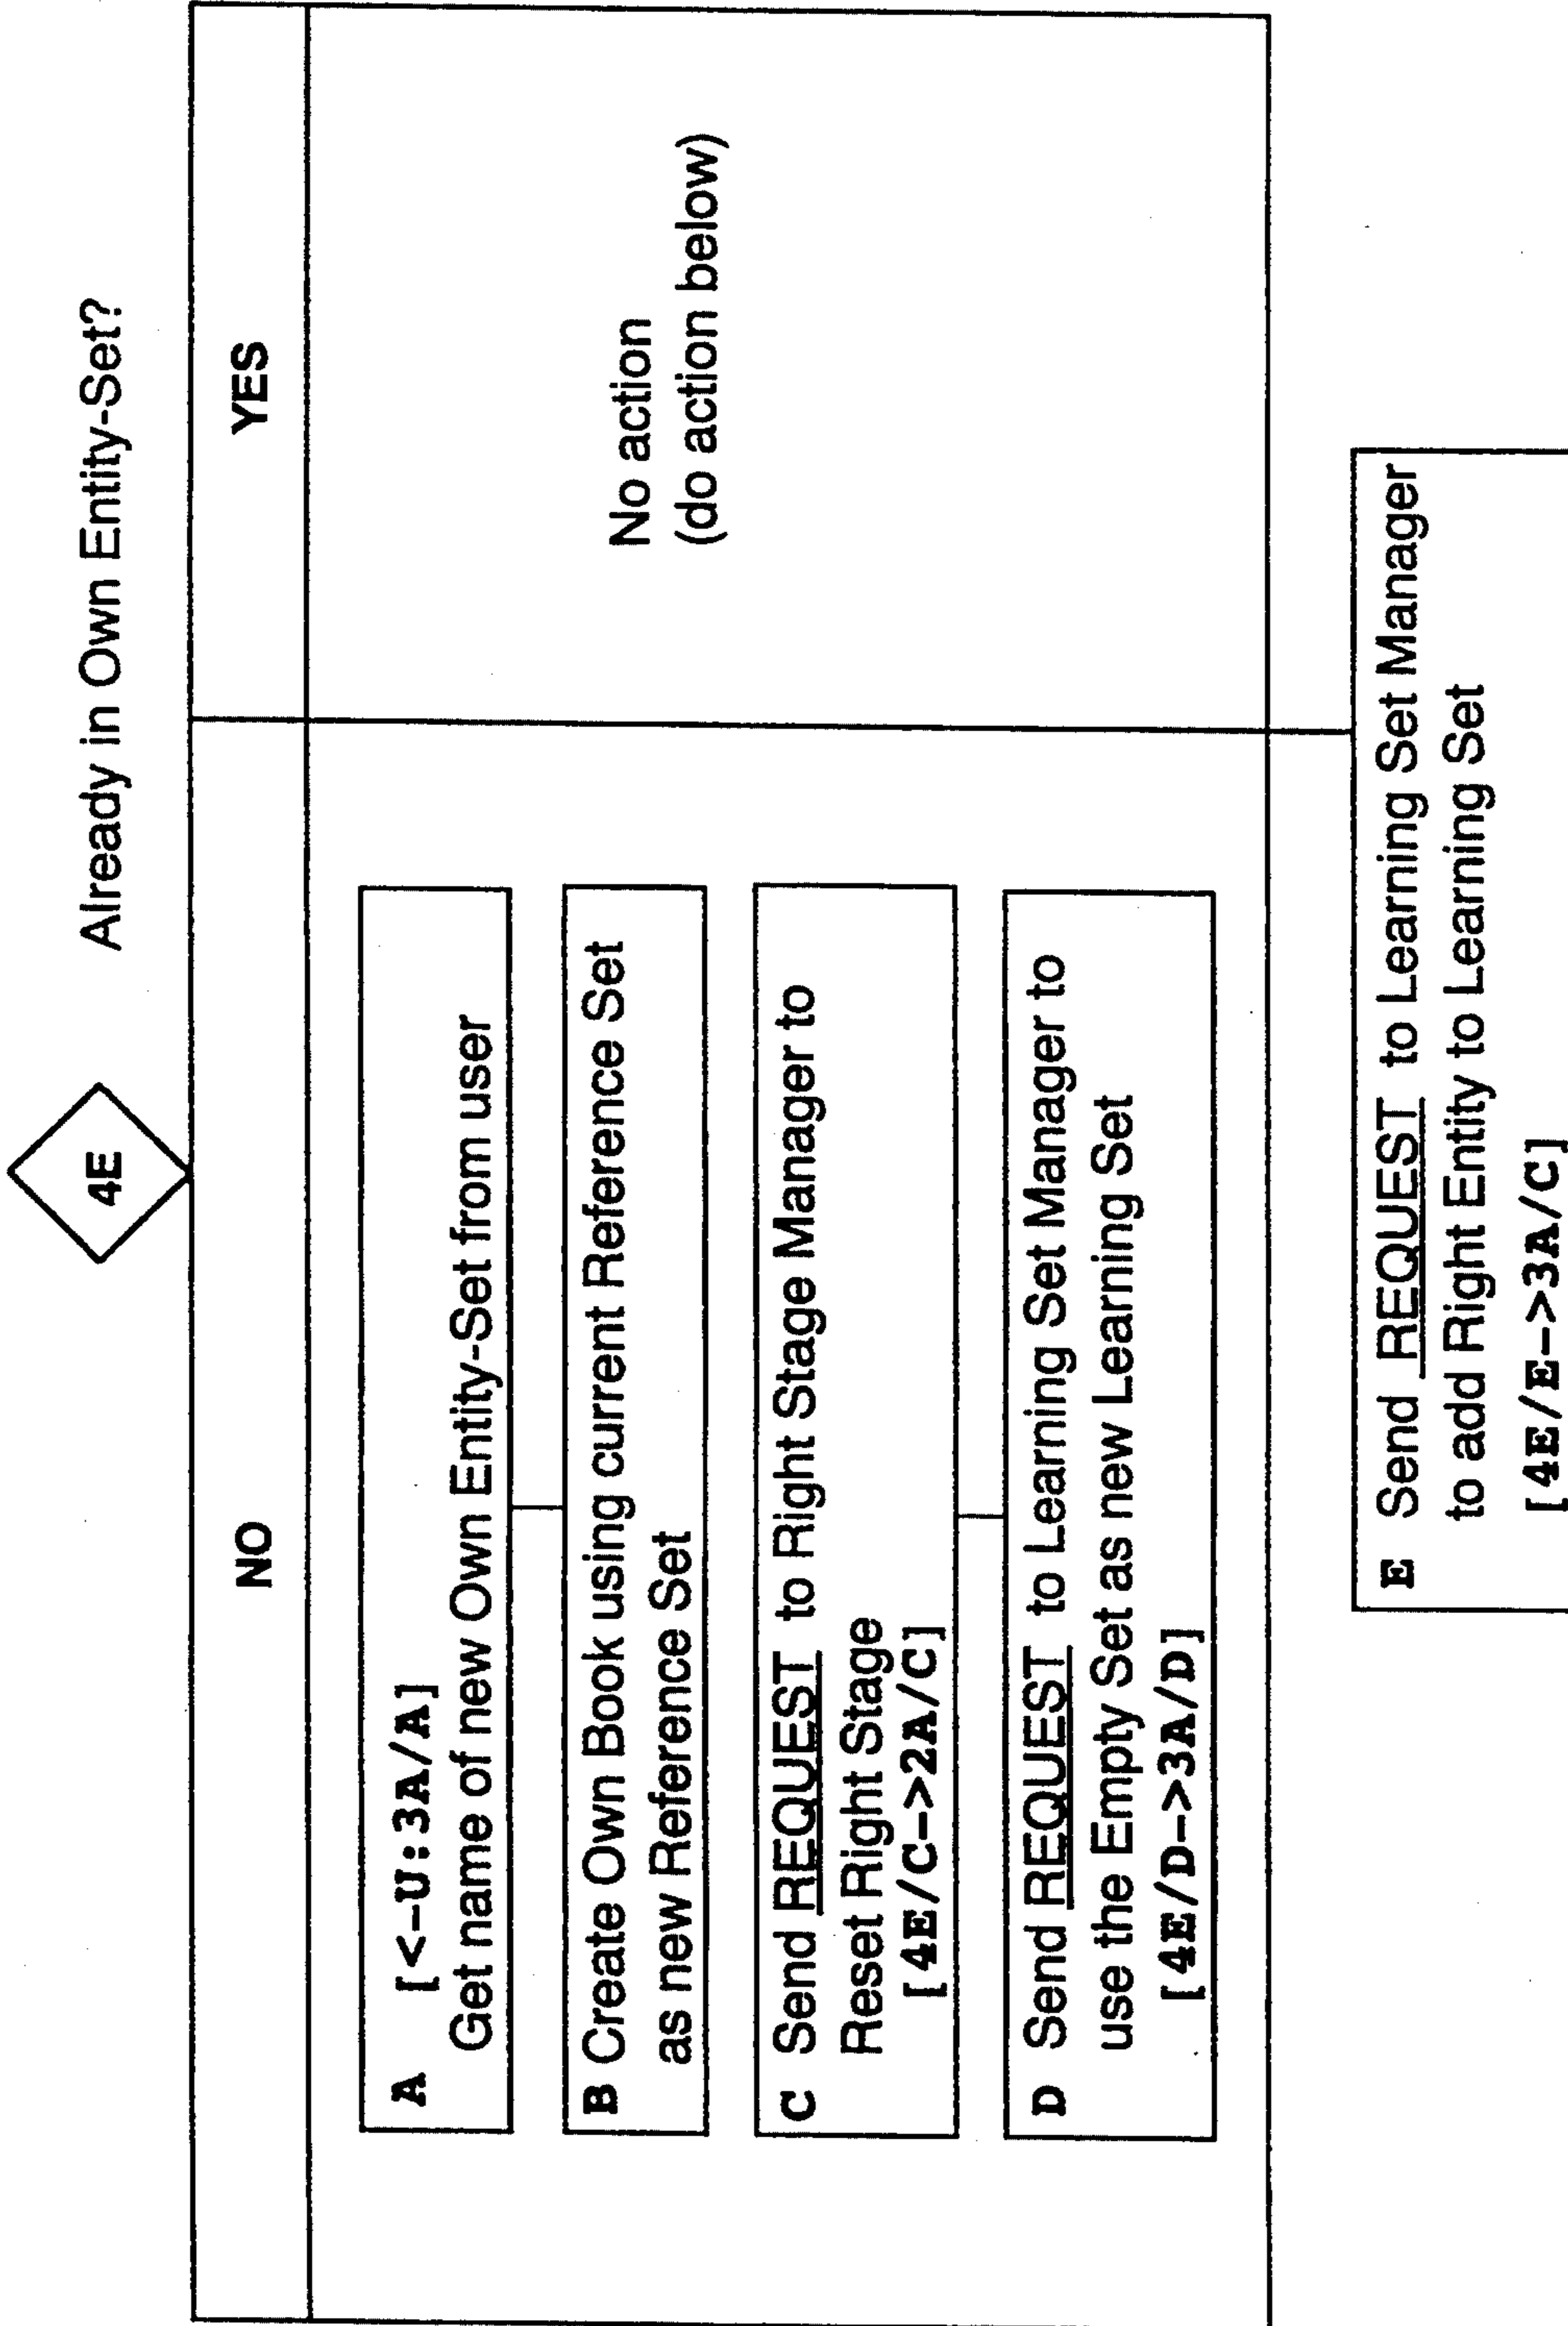 4E
Already in Own Entity-Set?
NO
YES
A [<-U:3A/A]
Get name of new Own Entity-Set from user
B Create Own Book using current Reference Set
as new Reference Set
C Send REQUEST to Right Stage Manager to
Reset Right Stage
[4E/C->2A/C]
D Send REQUEST to Learning Set Manager to
use the Empty Set as new Learning Set
[4E/D->3A/D]
No action
(do action below)
E Send REQUEST to Learning Set Manager
to add Right Entity to Learning Set
[4E/E->3A/C]